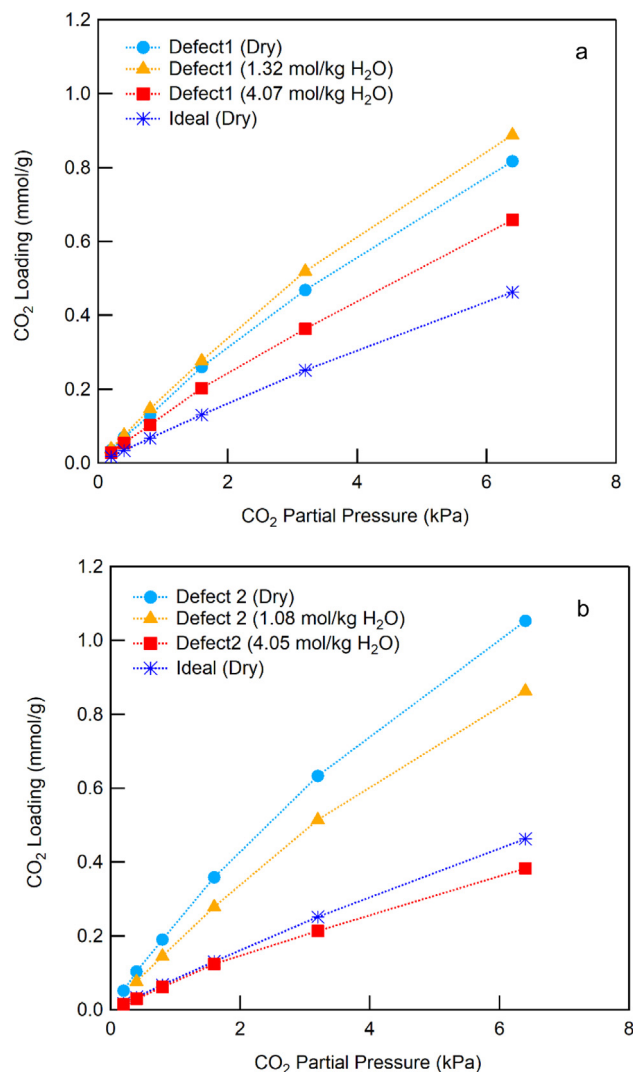 a
Defect1 (Dry)
Defect1 (1.32 mol/kg H₂O)
Defect1 (4.07 mol/kg H₂O)
Ideal (Dry)
1.2
1.0
0.8
0.6
0.4
0.2
0.0
CO₂ Loading (mmol/g)
0 2 4 6 8
CO₂ Partial Pressure (kPa)
b
Defect 2 (Dry)
Defect 2 (1.08 mol/kg H₂O)
Defect2 (4.05 mol/kg H₂O)
Ideal (Dry)
1.2
1.0
0.8
0.6
0.4
0.2
0.0
CO₂ Loading (mmol/g)
0 2 4 6 8
CO₂ Partial Pressure (kPa)